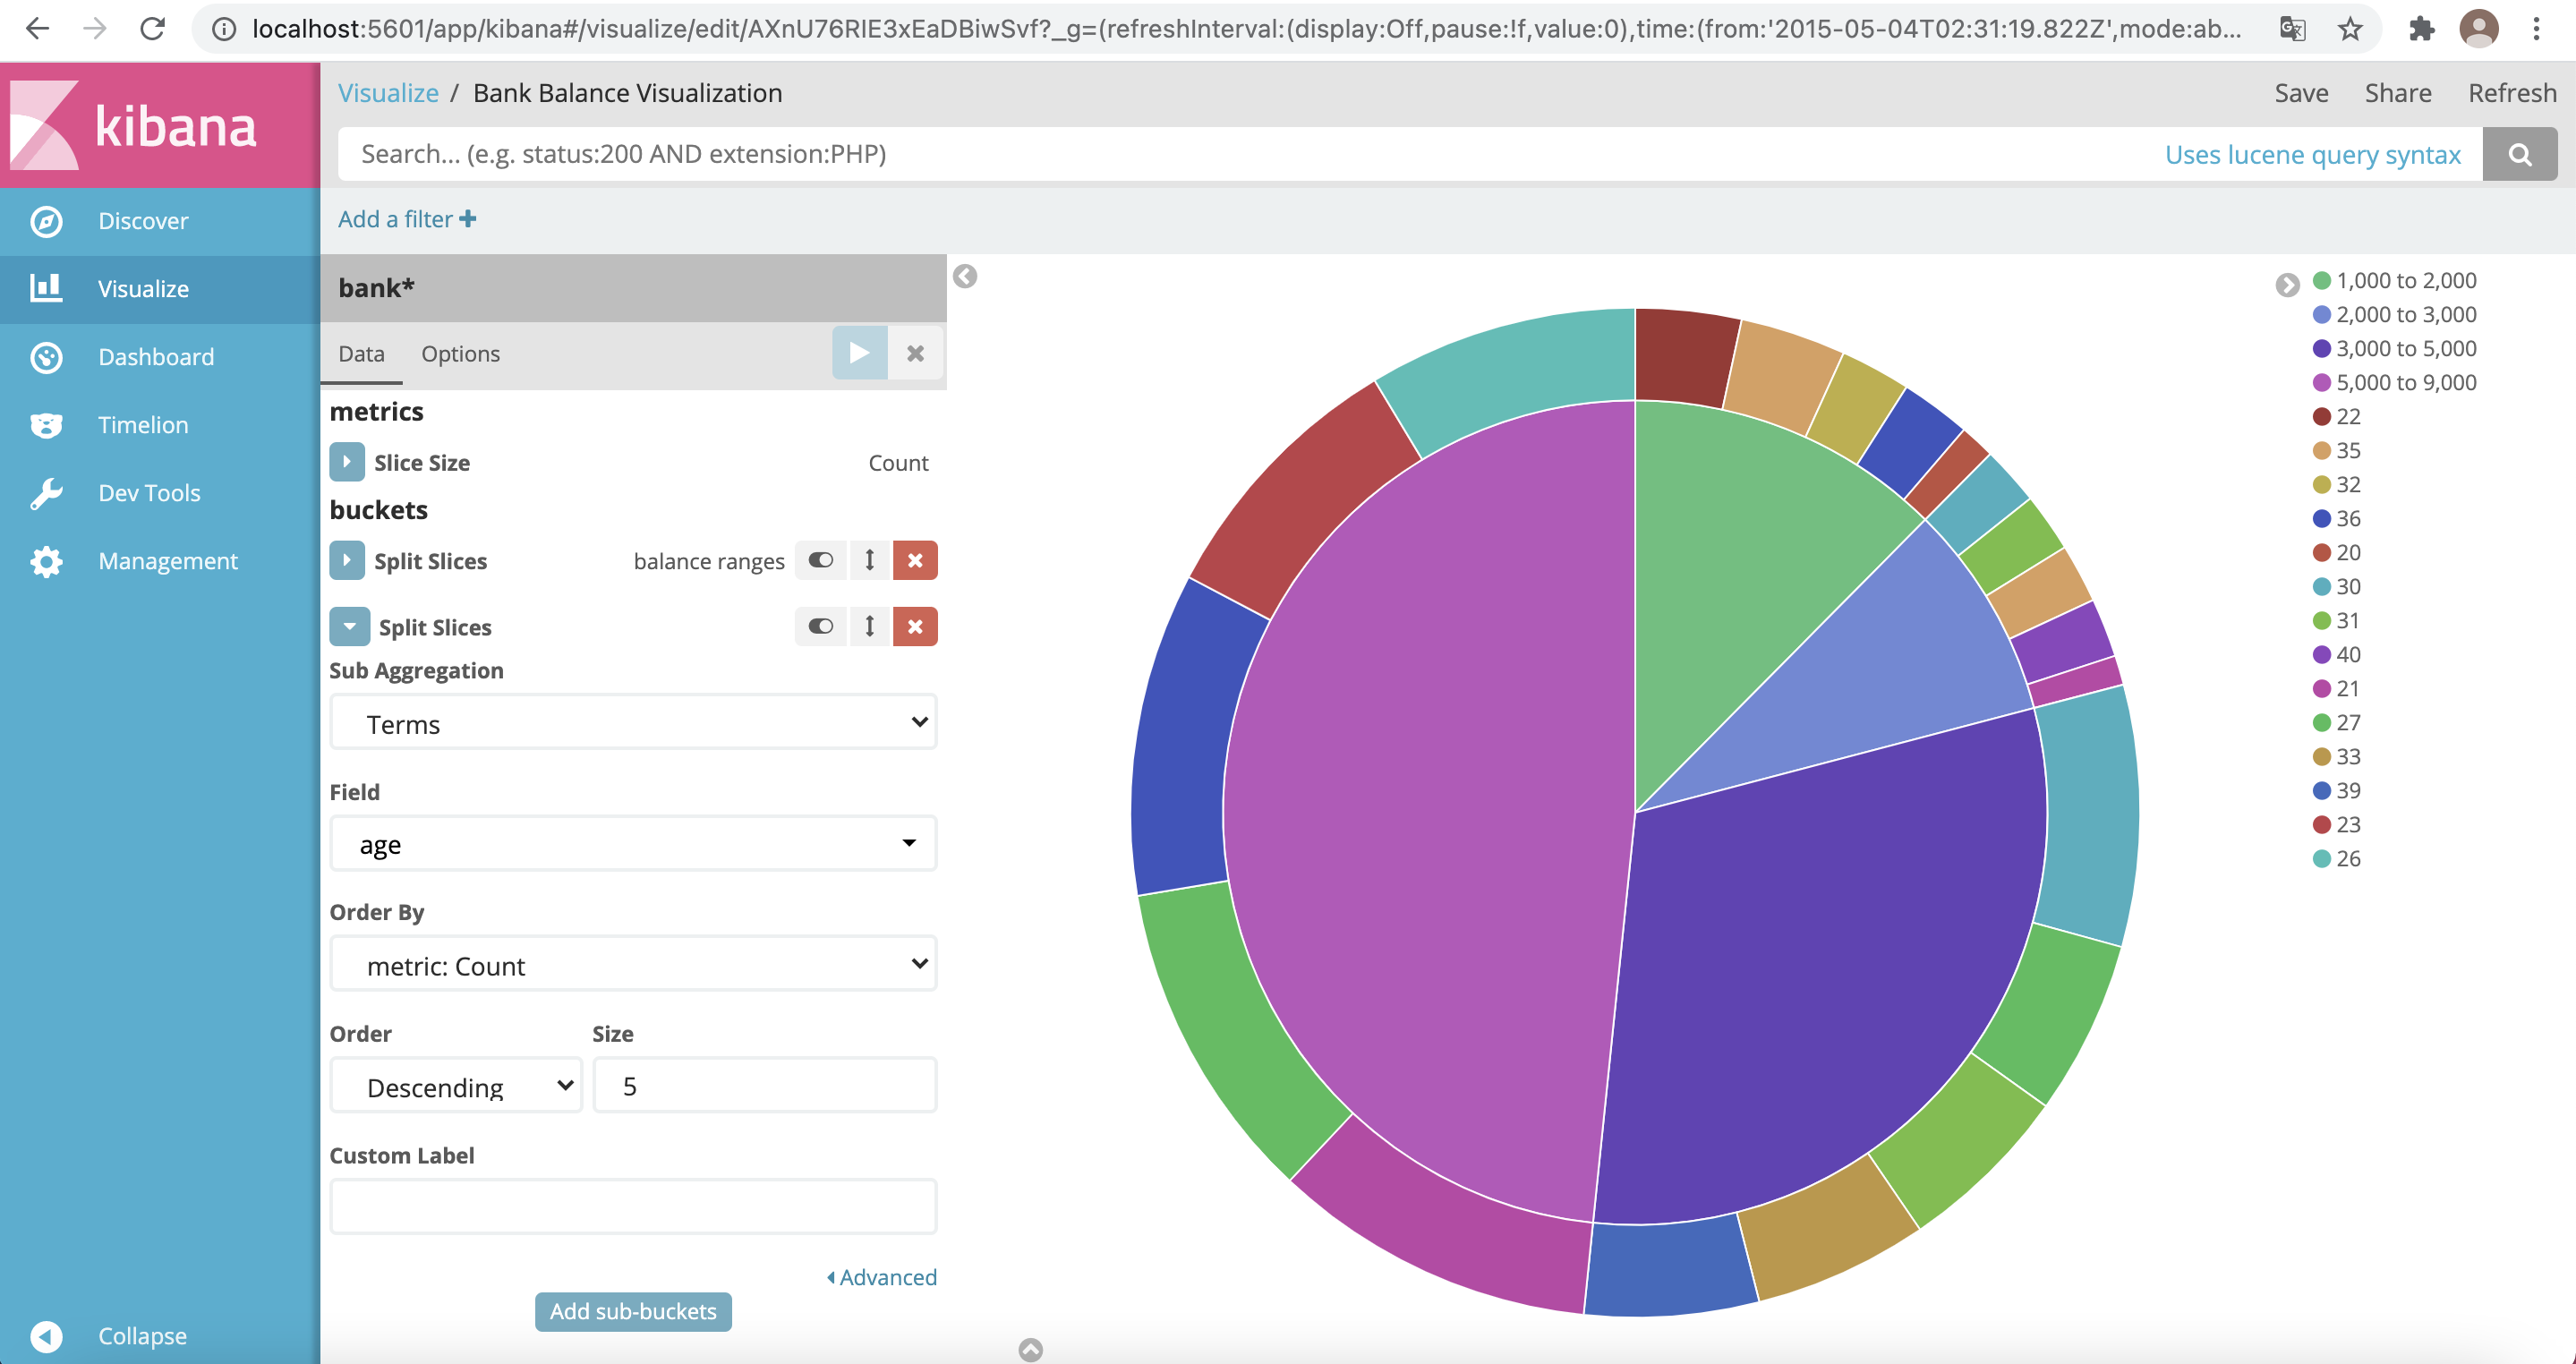 localhost:5601/app/kibana#/visualize/edit/AXnU76RIE3xEaDBiwSvf?_g=(refreshInterval:(display:Off,pause:!f,value:0),time:(from:'2015-05-04T02:31:19.822Z',mode:ab...
kibana
Visualize / Bank Balance Visualization
Save Share Refresh
Search... (e.g. status:200 AND extension:PHP)
Uses lucene query syntax
Add a filter
Discover
Visualize
Dashboard
Timelion
Dev Tools
Management
Collapse
bank*
Data Options
metrics
Slice Size Count
buckets
Split Slices balance ranges
Split Slices
Sub Aggregation
Terms
Field
age
Order By
metric: Count
Order Size
Descending 5
Custom Label
Advanced
Add sub-buckets
1,000 to 2,000
2,000 to 3,000
3,000 to 5,000
5,000 to 9,000
22
35
32
36
20
30
31
40
21
27
33
39
23
26